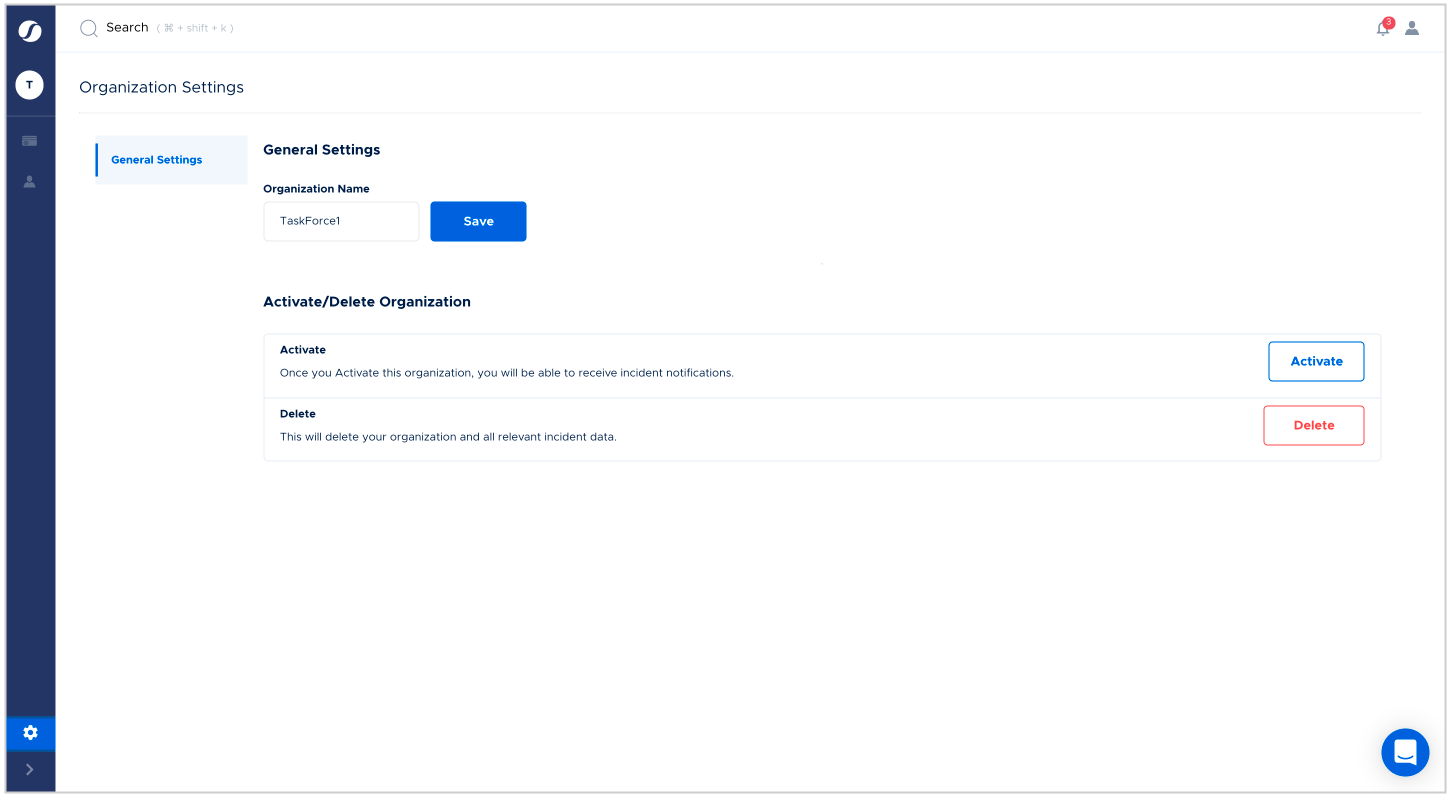 Search ( ⌘ + shift + k )
3
T
Organization Settings
General Settings
General Settings
Organization Name
TaskForce1
Save
Activate/Delete Organization
Activate
Once you Activate this organization, you will be able to receive incident notifications.
Activate
Delete
This will delete your organization and all relevant incident data.
Delete